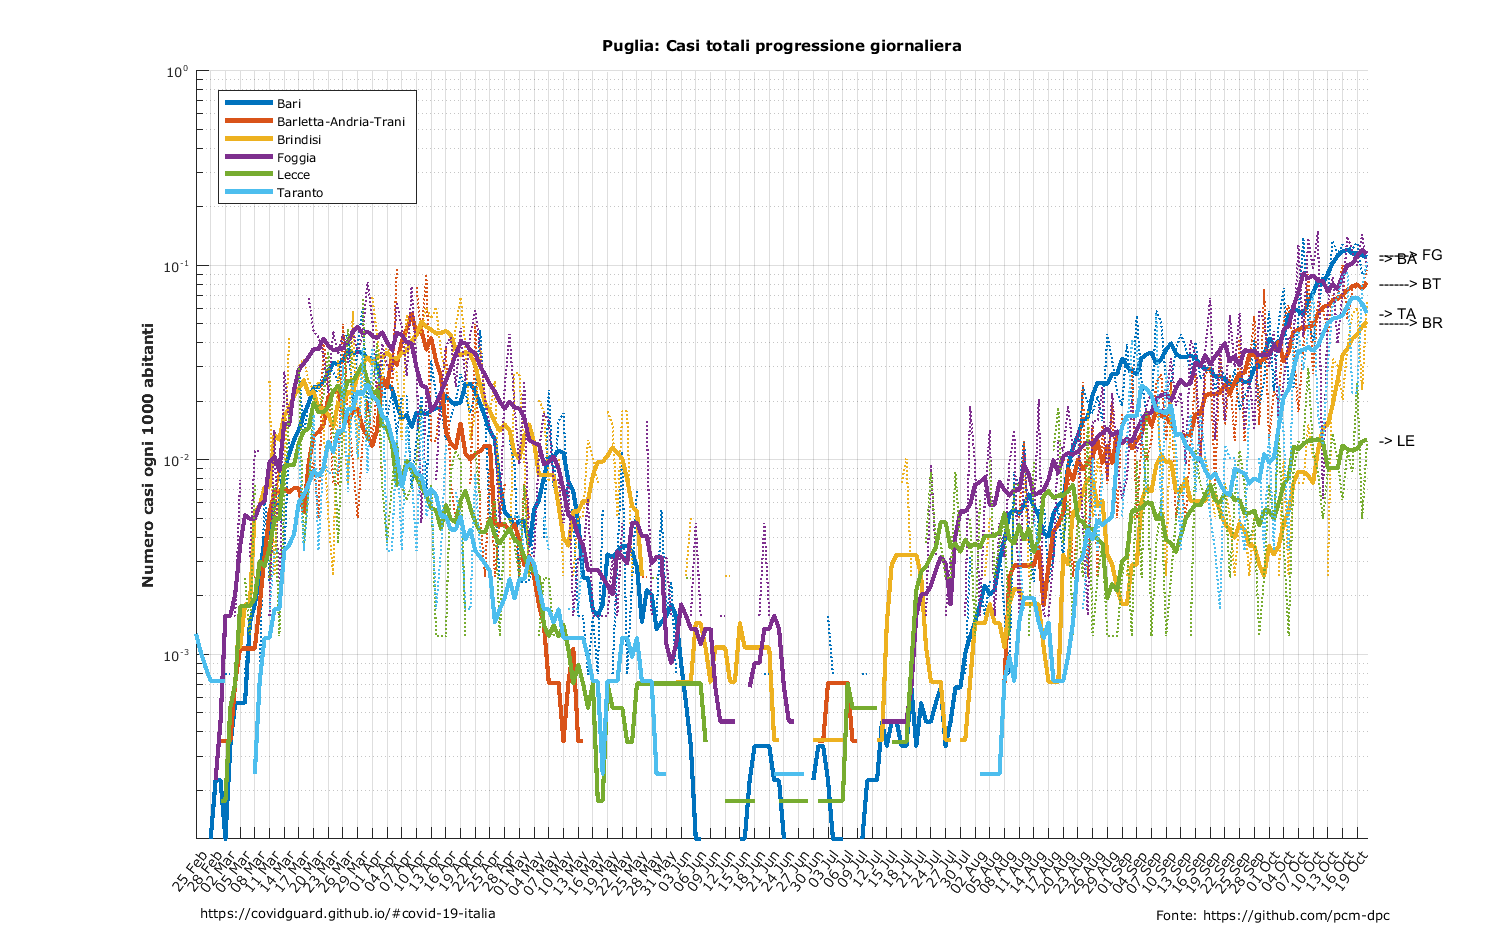 Puglia: Casi totali progressione giornaliera
10^0
10^-1
10^-2
10^-3
Numero casi ogni 1000 abitanti
Bari
Barletta-Andria-Trani
Brindisi
Foggia
Lecce
Taranto
------> FG
-> BA
------> BT
-> TA
------> BR
-> LE
25 Feb
28 Feb
02 Mar
05 Mar
08 Mar
11 Mar
14 Mar
17 Mar
20 Mar
23 Mar
26 Mar
29 Mar
01 Apr
04 Apr
07 Apr
10 Apr
13 Apr
16 Apr
19 Apr
22 Apr
25 Apr
28 Apr
01 May
04 May
07 May
10 May
13 May
16 May
19 May
22 May
25 May
28 May
31 May
03 Jun
06 Jun
09 Jun
12 Jun
15 Jun
18 Jun
21 Jun
24 Jun
27 Jun
30 Jun
03 Jul
06 Jul
09 Jul
12 Jul
15 Jul
18 Jul
21 Jul
24 Jul
27 Jul
30 Jul
02 Aug
05 Aug
08 Aug
11 Aug
14 Aug
17 Aug
20 Aug
23 Aug
26 Aug
29 Aug
01 Sep
04 Sep
07 Sep
10 Sep
13 Sep
16 Sep
19 Sep
22 Sep
25 Sep
28 Sep
01 Oct
04 Oct
07 Oct
10 Oct
13 Oct
16 Oct
19 Oct
https://covidguard.github.io/#covid-19-italia
Fonte: https://github.com/pcm-dpc